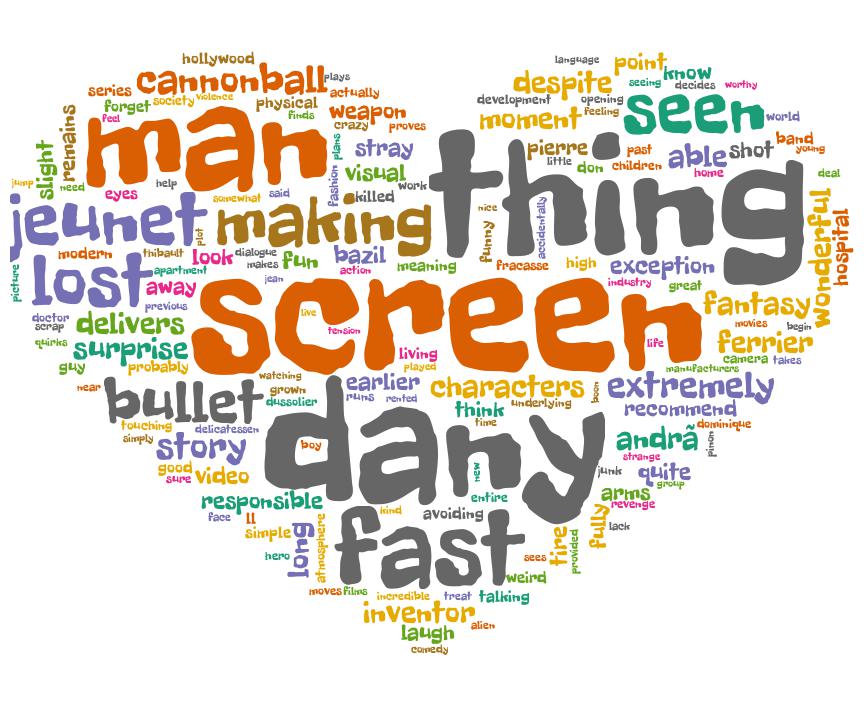 hollywood
series cannonball plays
forget society violence physical actually
feel finds weapon
remains man crazy proves
slight plans stray
jump need eyes help somewhat said fashion visual killed work
jeunet plot making
modern thibault look dialogue fun bazil meaning
picture lost apartment makes action
away jean
doctor previous
scrap delivers
quirks surprise
guy probably
language point
despite seeing know
development opening decides worthy
moment feeling seen world
thing pierre past band
little don children able shot young
home deal
nice accidentally wonderful hospital
funny exception
fracasse high industry great
screen live tension life fantasy
movies begin
ferrier
living camera takes
played manufacturers
near watching earlier characters boon extremely
bullet grown runs rented underlying recommend
touching dussolier think
delicatessen time dominique
simply story dany andrã pinon
boy strange
good new junk quite
sure video group
responsible entire arms
revenge
face ll kind avoiding fully
simple long atmosphere fast tire provided lack
hero sees
weird
moves films incredible treat talking
inventor
alien
laugh
comedy